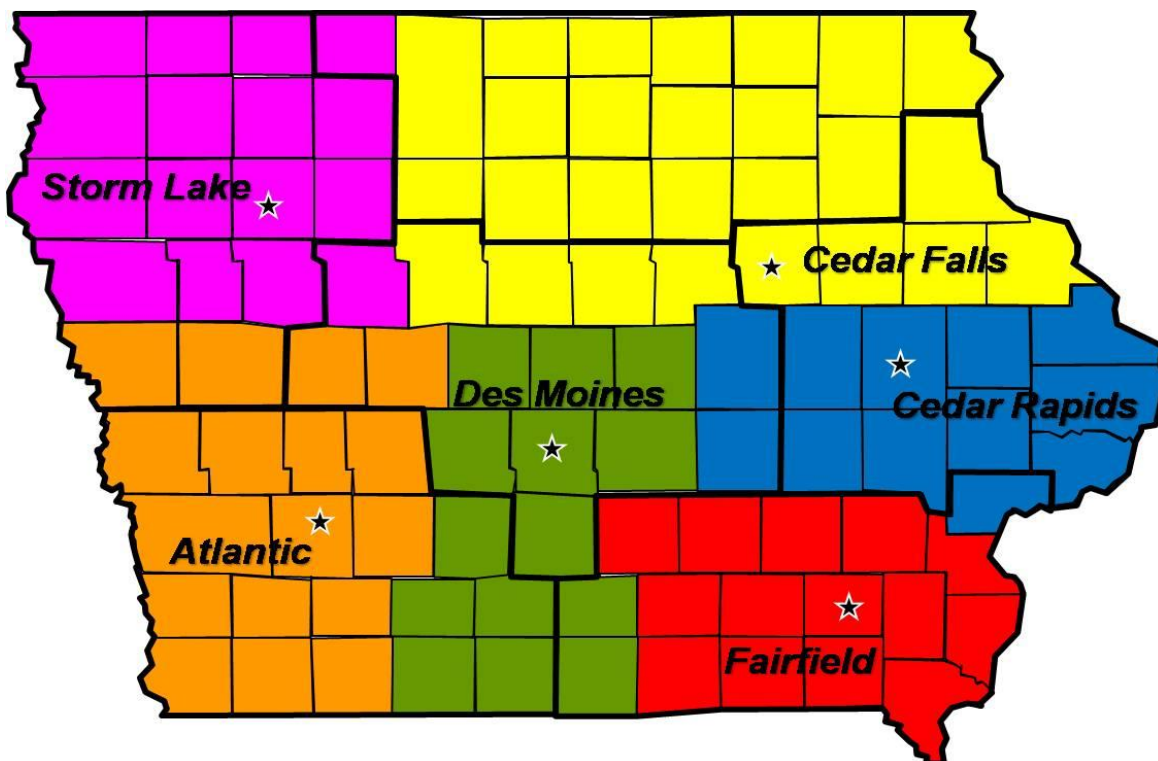 Storm Lake
Cedar Falls
Des Moines
Cedar Rapids
Atlantic
Fairfield